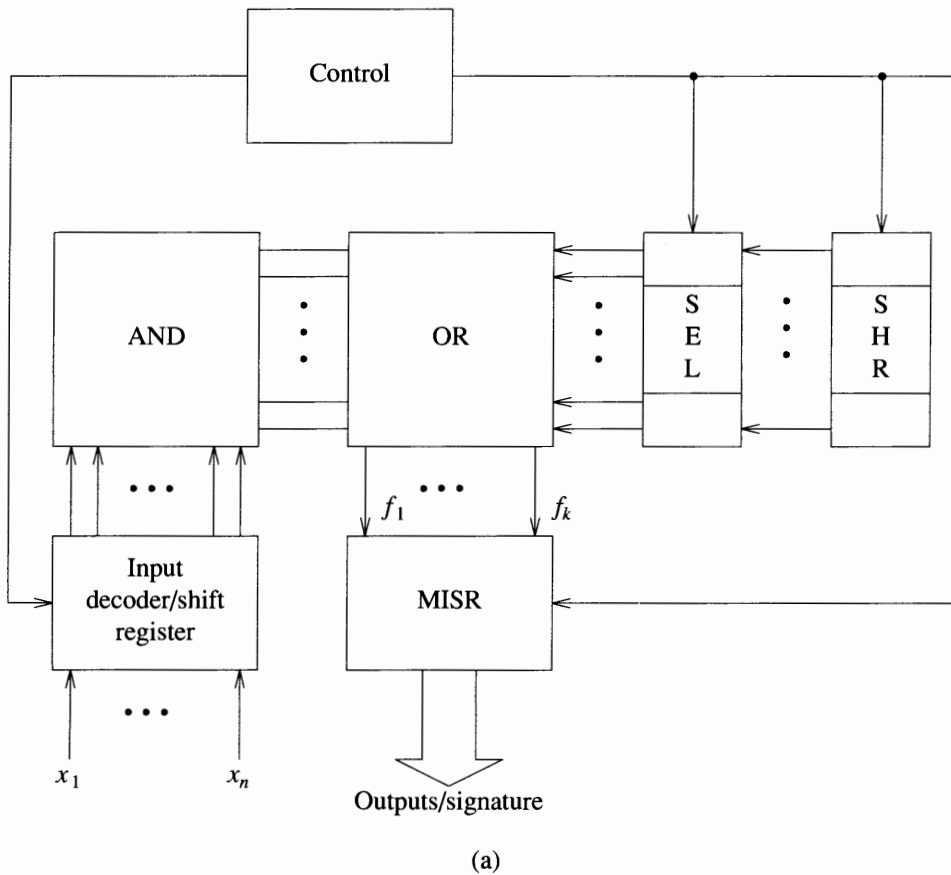 Control
AND
OR
S
E
L
S
H
R
f1
fk
Input
decoder/shift
register
MISR
x1
xn
Outputs/signature
(a)